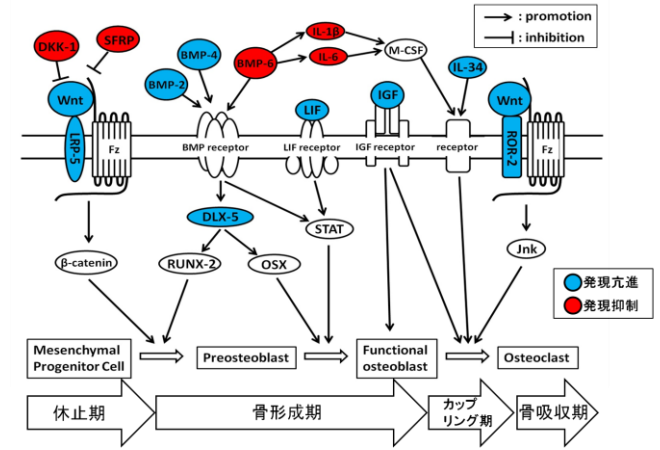 → : promotion
⊣ : inhibition
DKK-1
SFRP
BMP-4
BMP-2
BMP-6
IL-1β
IL-6
M-CSF
IL-34
Wnt
LIF
IGF
Wnt
LRP-5
Fz
BMP receptor
LIF receptor
IGF receptor
receptor
ROR-2
Fz
DLX-5
STAT
β-catenin
RUNX-2
OSX
Jnk
発現亢進
発現抑制
Mesenchymal
Progenitor Cell
Preosteoblast
Functional
osteoblast
Osteoclast
休止期
骨形成期
カップ
リング期
骨吸収期